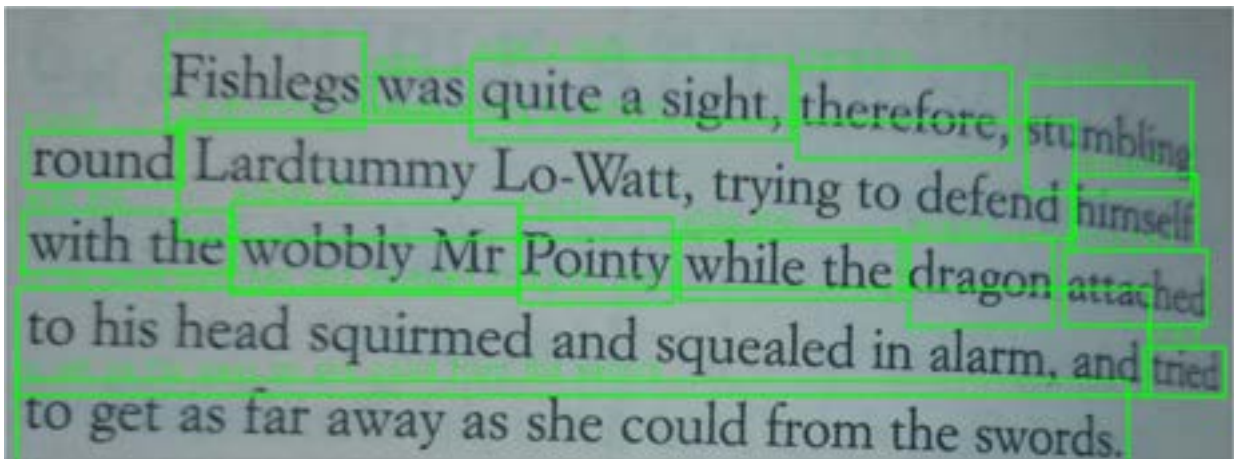 Fishlegs was quite a sight, therefore, stumbling
round Lardtummy Lo-Watt, trying to defend himself
with the wobbly Mr Pointy while the dragon attached
to his head squirmed and squealed in alarm, and tried
to get as far away as she could from the swords.